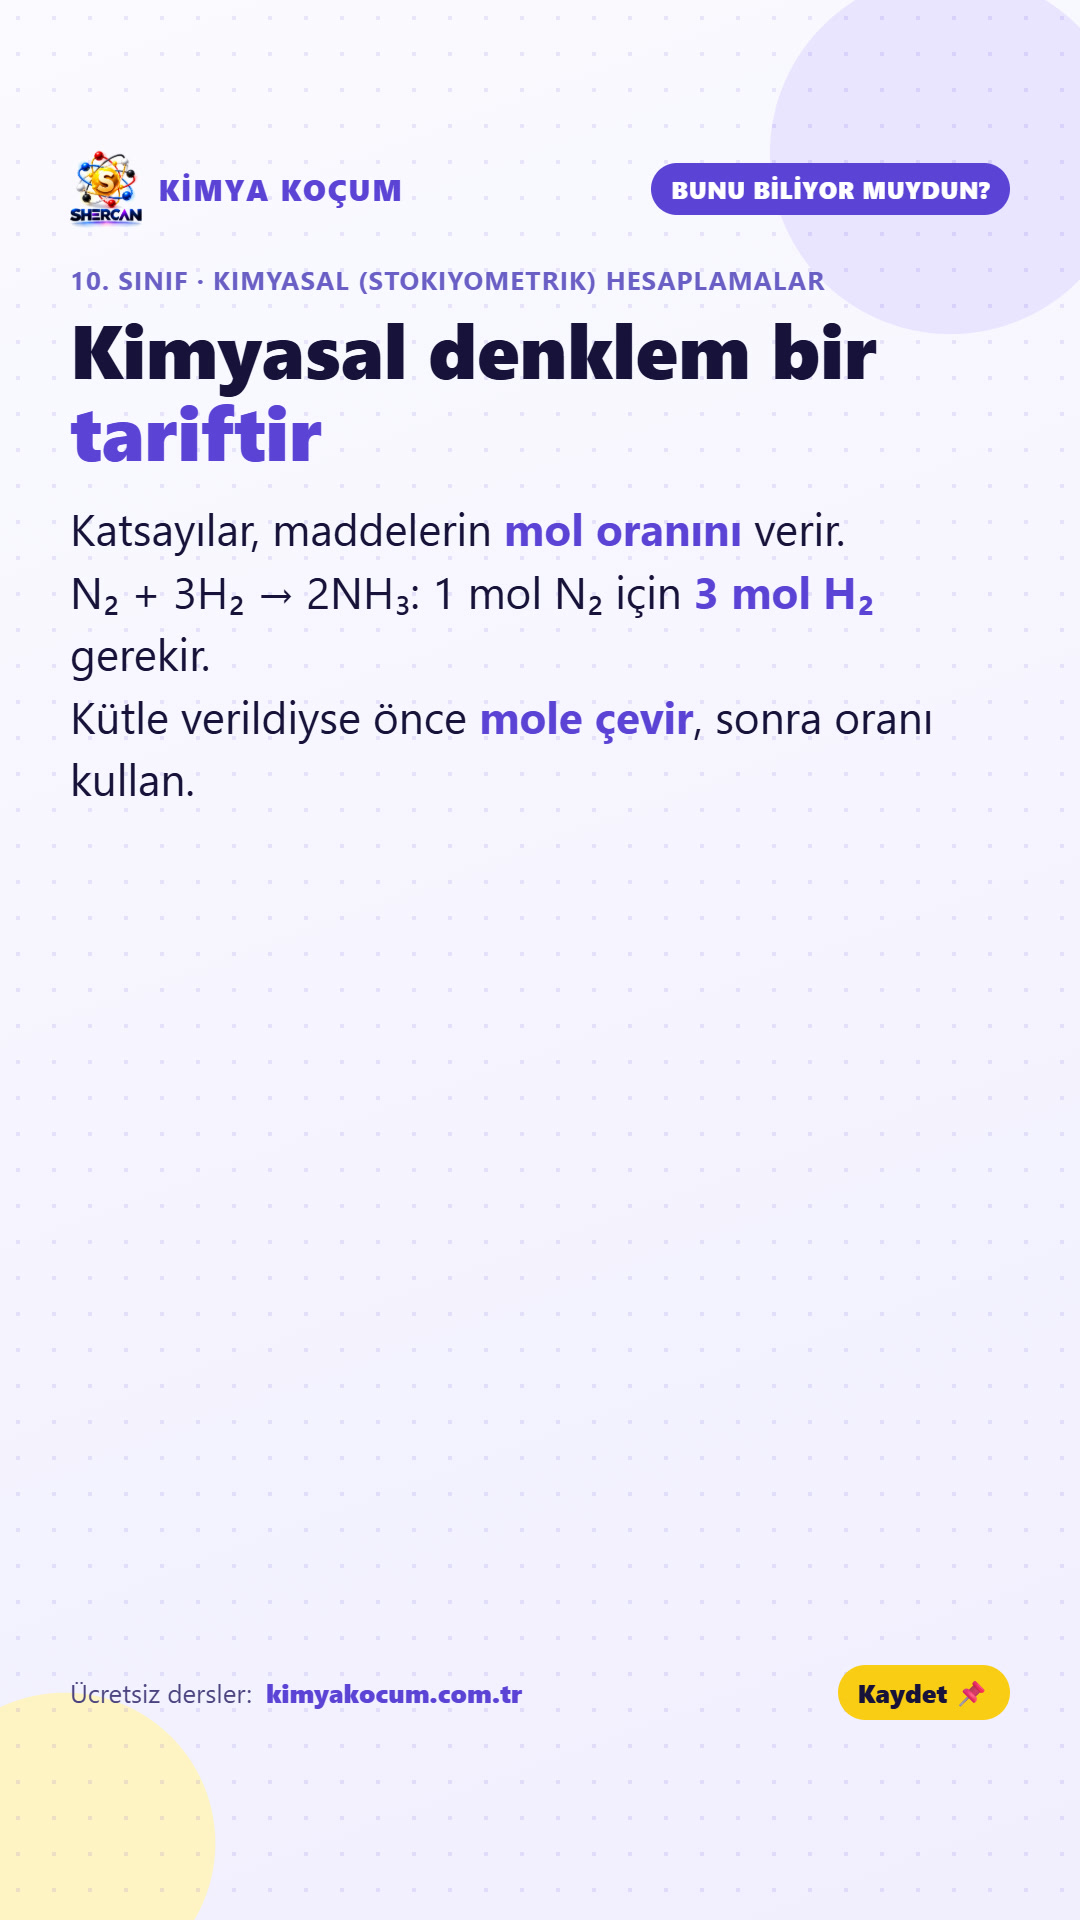 SHERCAN
KİMYA KOÇUM
BUNU BİLİYOR MUYDUN?
10. SINIF · KIMYASAL (STOKIYOMETRIK) HESAPLAMALAR
Kimyasal denklem bir
tariftir
Katsayılar, maddelerin mol oranını verir.
N₂ + 3H₂ → 2NH₃: 1 mol N₂ için 3 mol H₂
gerekir.
Kütle verildiyse önce mole çevir, sonra oranı
kullan.
Ücretsiz dersler: kimyakocum.com.tr
Kaydet 📌